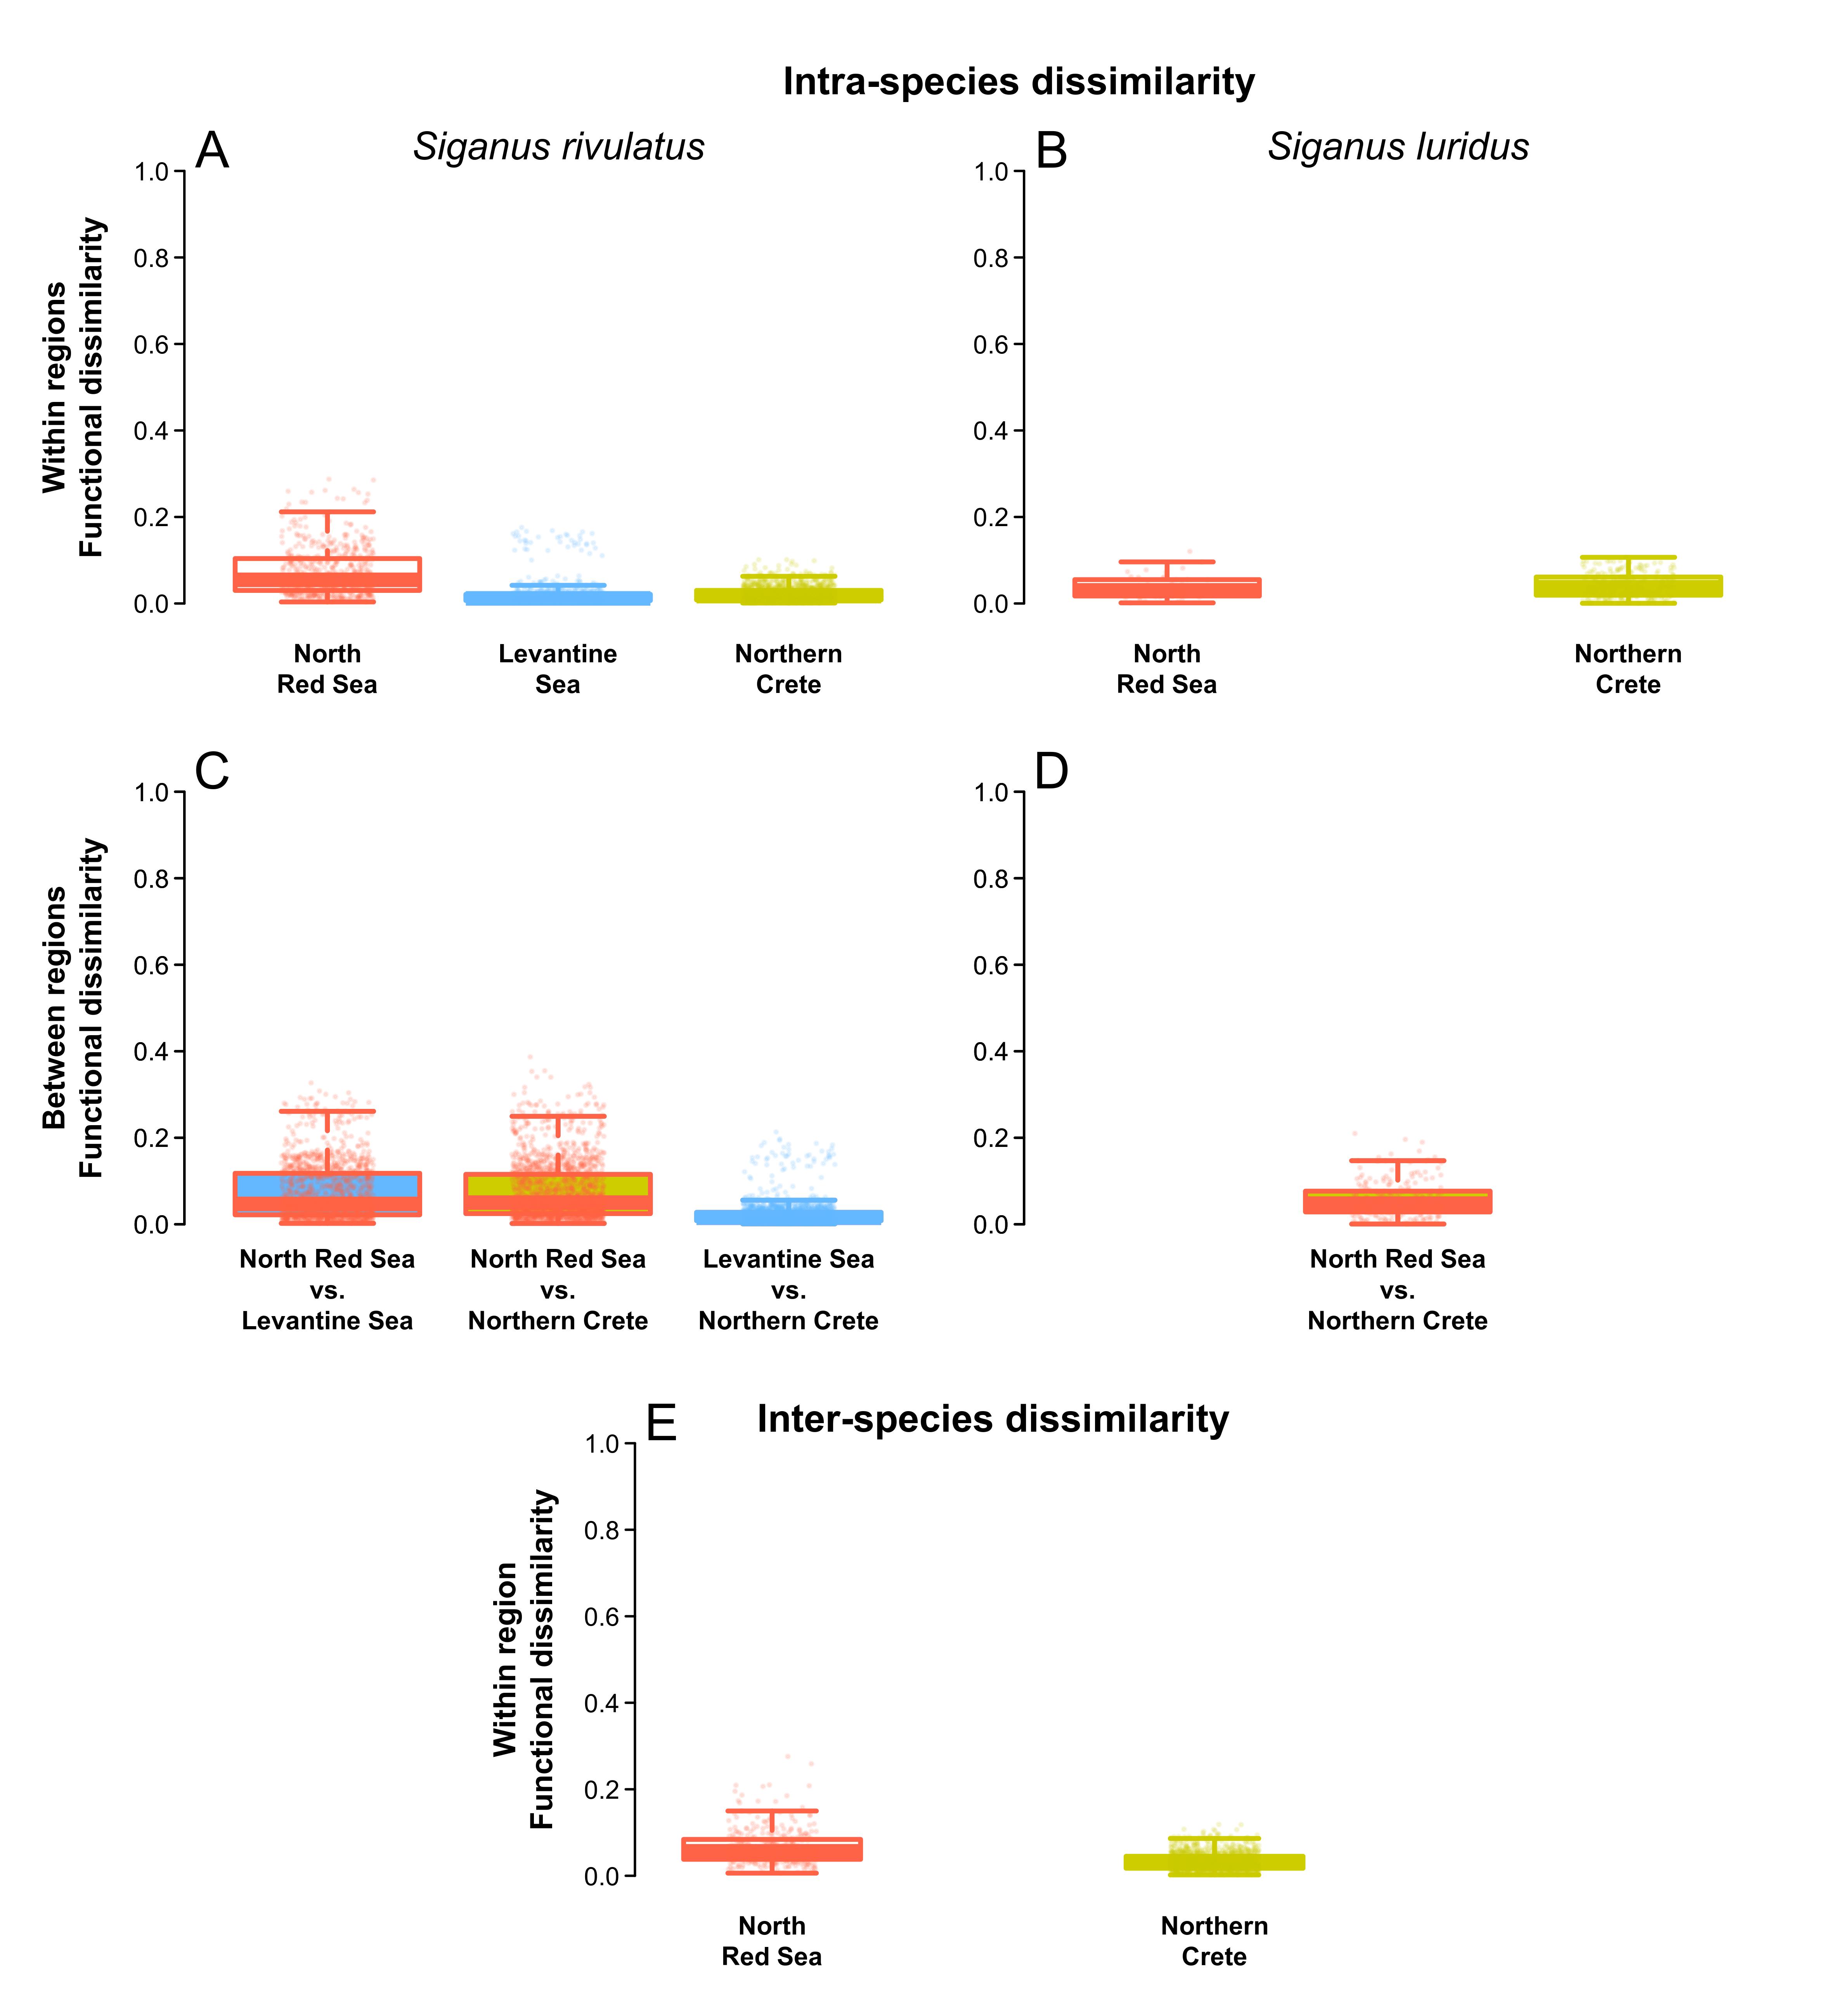 Intra-species dissimilarity
A
Siganus rivulatus
B
Siganus luridus
Within regions
Functional dissimilarity
1.0
0.8
0.6
0.4
0.2
0.0
North
Red Sea
Levantine
Sea
Northern
Crete
1.0
0.8
0.6
0.4
0.2
0.0
North
Red Sea
Northern
Crete
C
D
Between regions
Functional dissimilarity
1.0
0.8
0.6
0.4
0.2
0.0
North Red Sea
vs.
Levantine Sea
North Red Sea
vs.
Northern Crete
Levantine Sea
vs.
Northern Crete
1.0
0.8
0.6
0.4
0.2
0.0
North Red Sea
vs.
Northern Crete
E
Inter-species dissimilarity
Within region
Functional dissimilarity
1.0
0.8
0.6
0.4
0.2
0.0
North
Red Sea
Northern
Crete